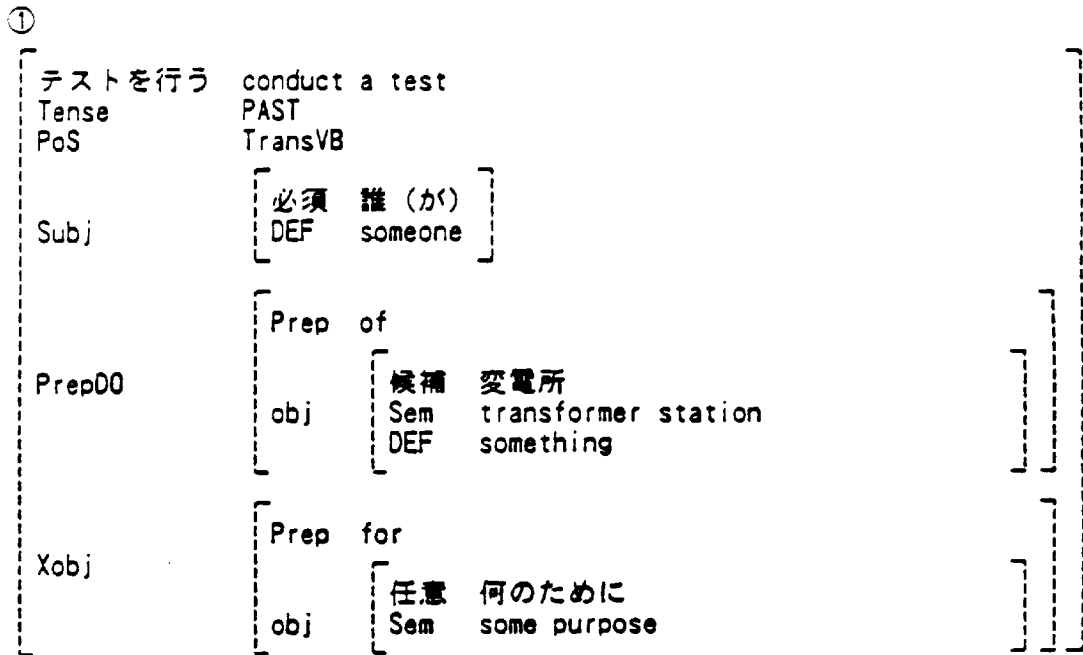 ①
テストを行う conduct a test
Tense PAST
PoS TransVB
必須 誰（が）
Subj DEF someone
Prep of
候補 変電所
PrepDO obj Sem transformer station
DEF something
Prep for
Xobj
任意 何のために
obj Sem some purpose